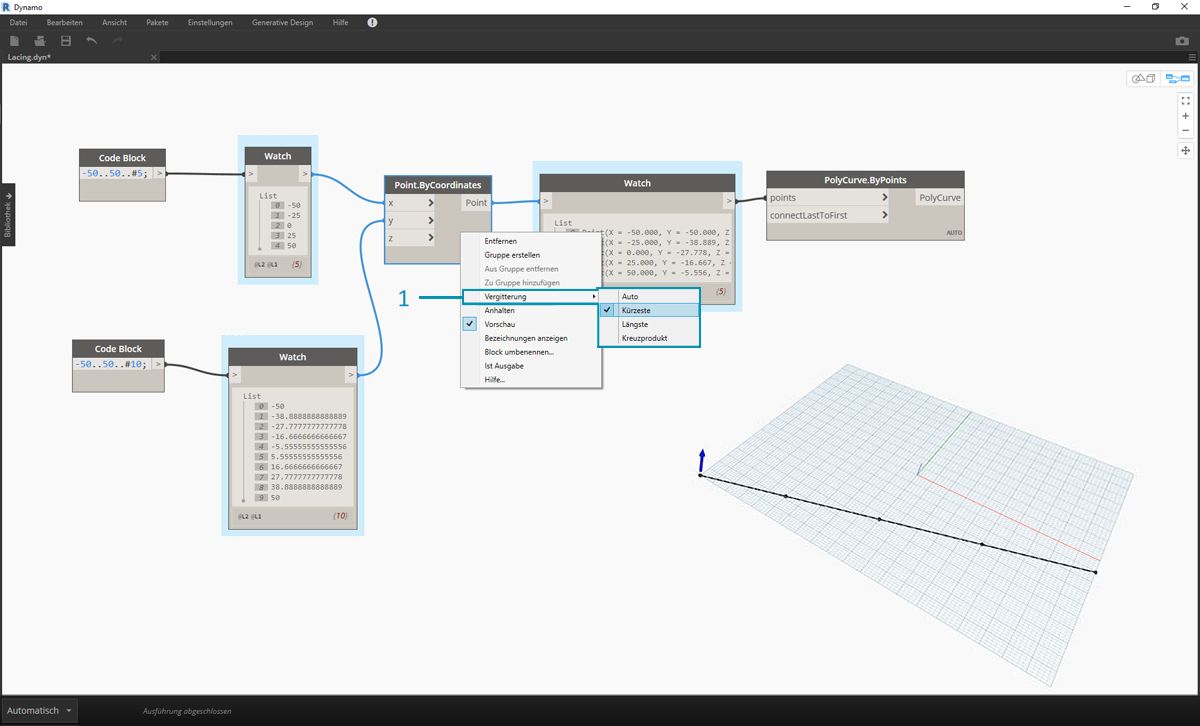 Dynamo
Datei Bearbeiten Ansicht Pakete Einstellungen Generative Design Hilfe !
Lacing.dyn*
Bibliothek
Code Block
-50..50..#5; >
Watch
> >
List
0 -50
1 -25
2 0
3 25
4 50
@L2 @L1 {5}
Point.ByCoordinates
x > Point
y >
z >
Watch
> >
List
0 Point(X = -50.000, Y = -50.000, Z
t(X = -25.000, Y = -38.889, Z =
t(X = 0.000, Y = -27.778, Z =
t(X = 25.000, Y = -16.667, Z =
t(X = 50.000, Y = -5.556, Z =
{5}
PolyCurve.ByPoints
points > PolyCurve
connectLastToFirst >
AUTO
Entfernen
Gruppe erstellen
Aus Gruppe entfernen
Zu Gruppe hinzufügen
1
Vergitterung
Anhalten
Vorschau
Bezeichnungen anzeigen
Block umbenennen...
Ist Ausgabe
Hilfe...
Auto
Kürzeste
Längste
Kreuzprodukt
Code Block
-50..50..#10; >
Watch
> >
List
0 -50
1 -38.8888888888889
2 -27.7777777777778
3 -16.6666666666667
4 -5.55555555555556
5 5.55555555555556
6 16.6666666666667
7 27.7777777777778
8 38.8888888888889
9 50
@L2 @L1 {10}
Automatisch
Ausführung abgeschlossen